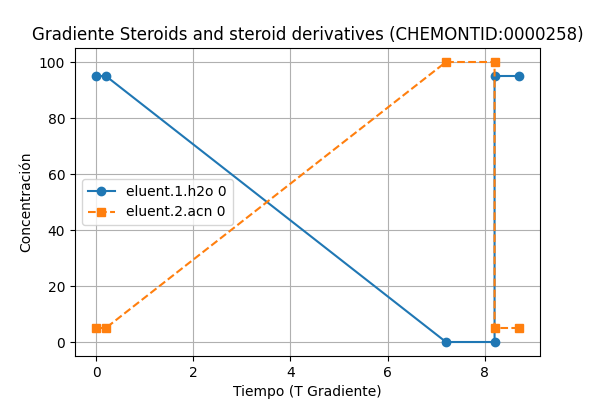 Gradiente Steroids and steroid derivatives (CHEMONTID:0000258)
100
80
60
40
20
0
Concentración
eluent.1.h2o 0
eluent.2.acn 0
0 2 4 6 8
Tiempo (T Gradiente)